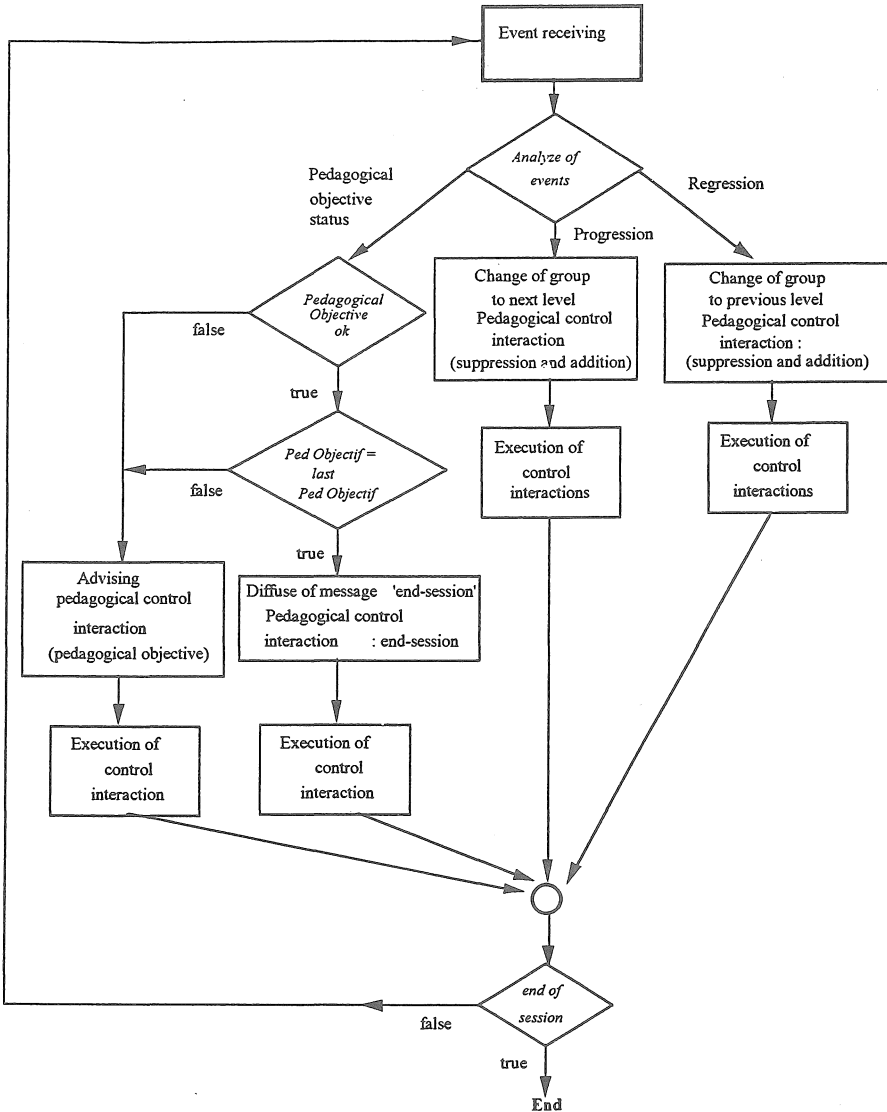 Event receiving
Analyze of
events
Pedagogical
objective
status
Regression
Progression
Pedagogical
Objective
ok
Change of group
to next level
Pedagogical control
interaction
(suppression and addition)
Change of group
to previous level
Pedagogical control
interaction :
(suppression and addition)
false
true
Ped Objectif =
last
Ped Objectif
Execution of
control
interactions
Execution of
control
interactions
false
true
Advising
pedagogical control
interaction
(pedagogical objective)
Diffuse of message 'end-session'
Pedagogical control
interaction : end-session
Execution of
control
interaction
Execution of
control
interaction
end of
session
false
true
End